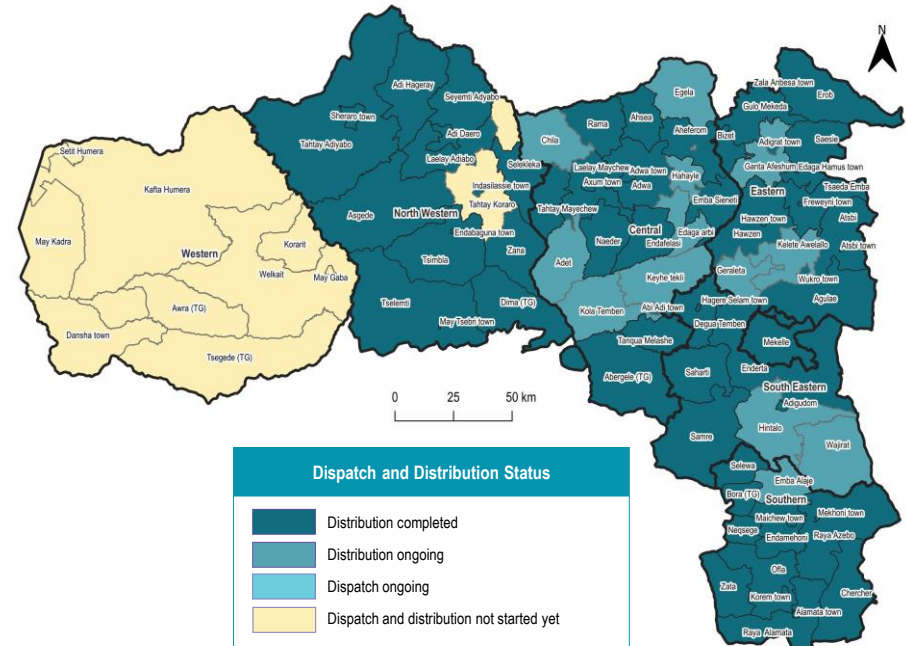 N
Zala Anbesa town
Egela
Adi Hageray
Seyemti Adyabo
Erob
Gulo Mekeda
Sheraro town
Rama
Ahsea
Adi Daero
Aheferom
Bizet
Adigrat town
Saesie
Chila
Tahtay Adiyabo
Setit Humera
Laelay Adiabo
Selekleka
Laelay Maychew
Adwa town
Ganta Afeshum
Edaga Hamus town
Hahayle
Eastern
Axum town
Adwa
Indasilassie town
Kafta Humera
Tsaeda Emba
Tahtay Koraro
Emba Sieneti
Freweyni town
Tahtay Mayechew
Asgede
North Western
Hawzen town
Atsbi
May Kadra
Central
Edaga arbi
Hawzen
Endabaguna town
Naeder
Endafelasi
Kelete Awelallo
Korarit
Atsbi town
Western
Zana
Tsimbla
Adet
Geraleta
Welkait
May Gaba
Keyhe tekli
Wukro town
Tselemti
Dima (TG)
Hagere Selam town
Agulae
Awra (TG)
Kola Temben
Abi Adi town
May Tsebri town
Degua Temben
Dansha town
Tanqua Melashe
Mekelle
Tsegede (TG)
Enderta
Abergele (TG)
Saharti
South Eastern
0 25 50 km
Adigudom
Hintalo
Samre
Wajirat
Selewa
Emba Alaje
Bora (TG)
Southern
Mekhoni town
Maichew town
Neqsege
Endamehoni
Raya Azebo
Ofla
Zata
Chercher
Korem town
Alamata town
Raya Alamata
Dispatch and Distribution Status
Distribution completed
Distribution ongoing
Dispatch ongoing
Dispatch and distribution not started yet